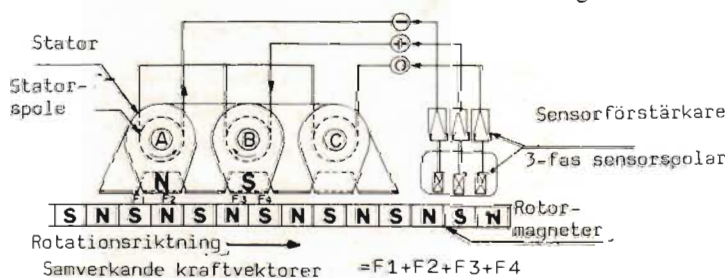 Stator
Stator-
spole
−
+
0
A
B
C
Sensorförstärkare
3-fas sensorspolar
N
S
F1 F2
F3 F4
S N S N S N S N S N S N S N
Rotor-
magneter
Rotationsriktning
Samverkande kraftvektorer =F1+F2+F3+F4